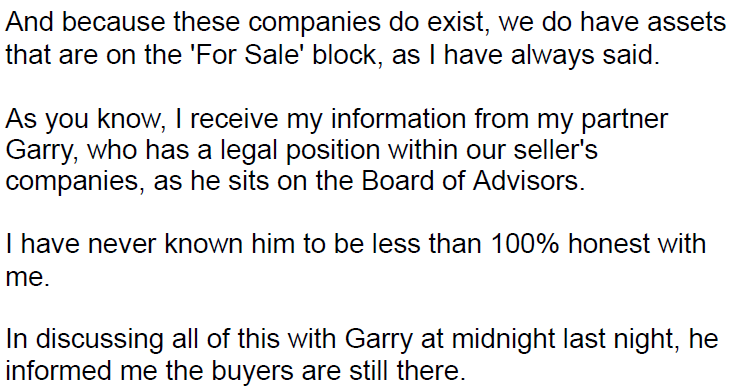 And because these companies do exist, we do have assets
that are on the 'For Sale' block, as I have always said.
As you know, I receive my information from my partner
Garry, who has a legal position within our seller's
companies, as he sits on the Board of Advisors.
I have never known him to be less than 100% honest with
me.
In discussing all of this with Garry at midnight last night, he
informed me the buyers are still there.